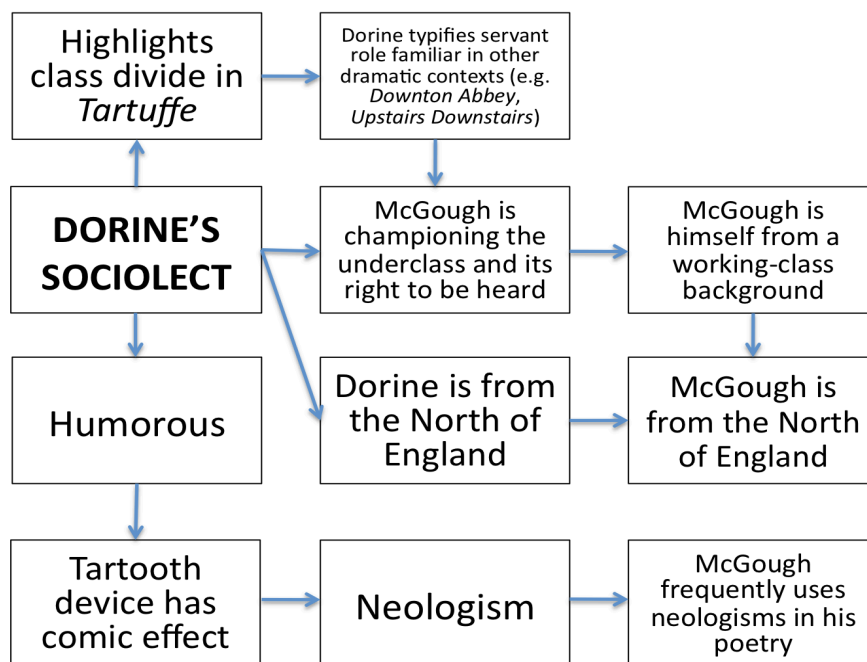 Highlights
class divide in
Tartuffe
Dorine typifies servant
role familiar in other
dramatic contexts (e.g.
Downton Abbey,
Upstairs Downstairs)
DORINE’S
SOCIOLECT
McGough is
championing the
underclass and its
right to be heard
McGough is
himself from a
working-class
background
Humorous
Dorine is from
the North of
England
McGough is
from the North
of England
Tartooth
device has
comic effect
Neologism
McGough
frequently uses
neologisms in his
poetry